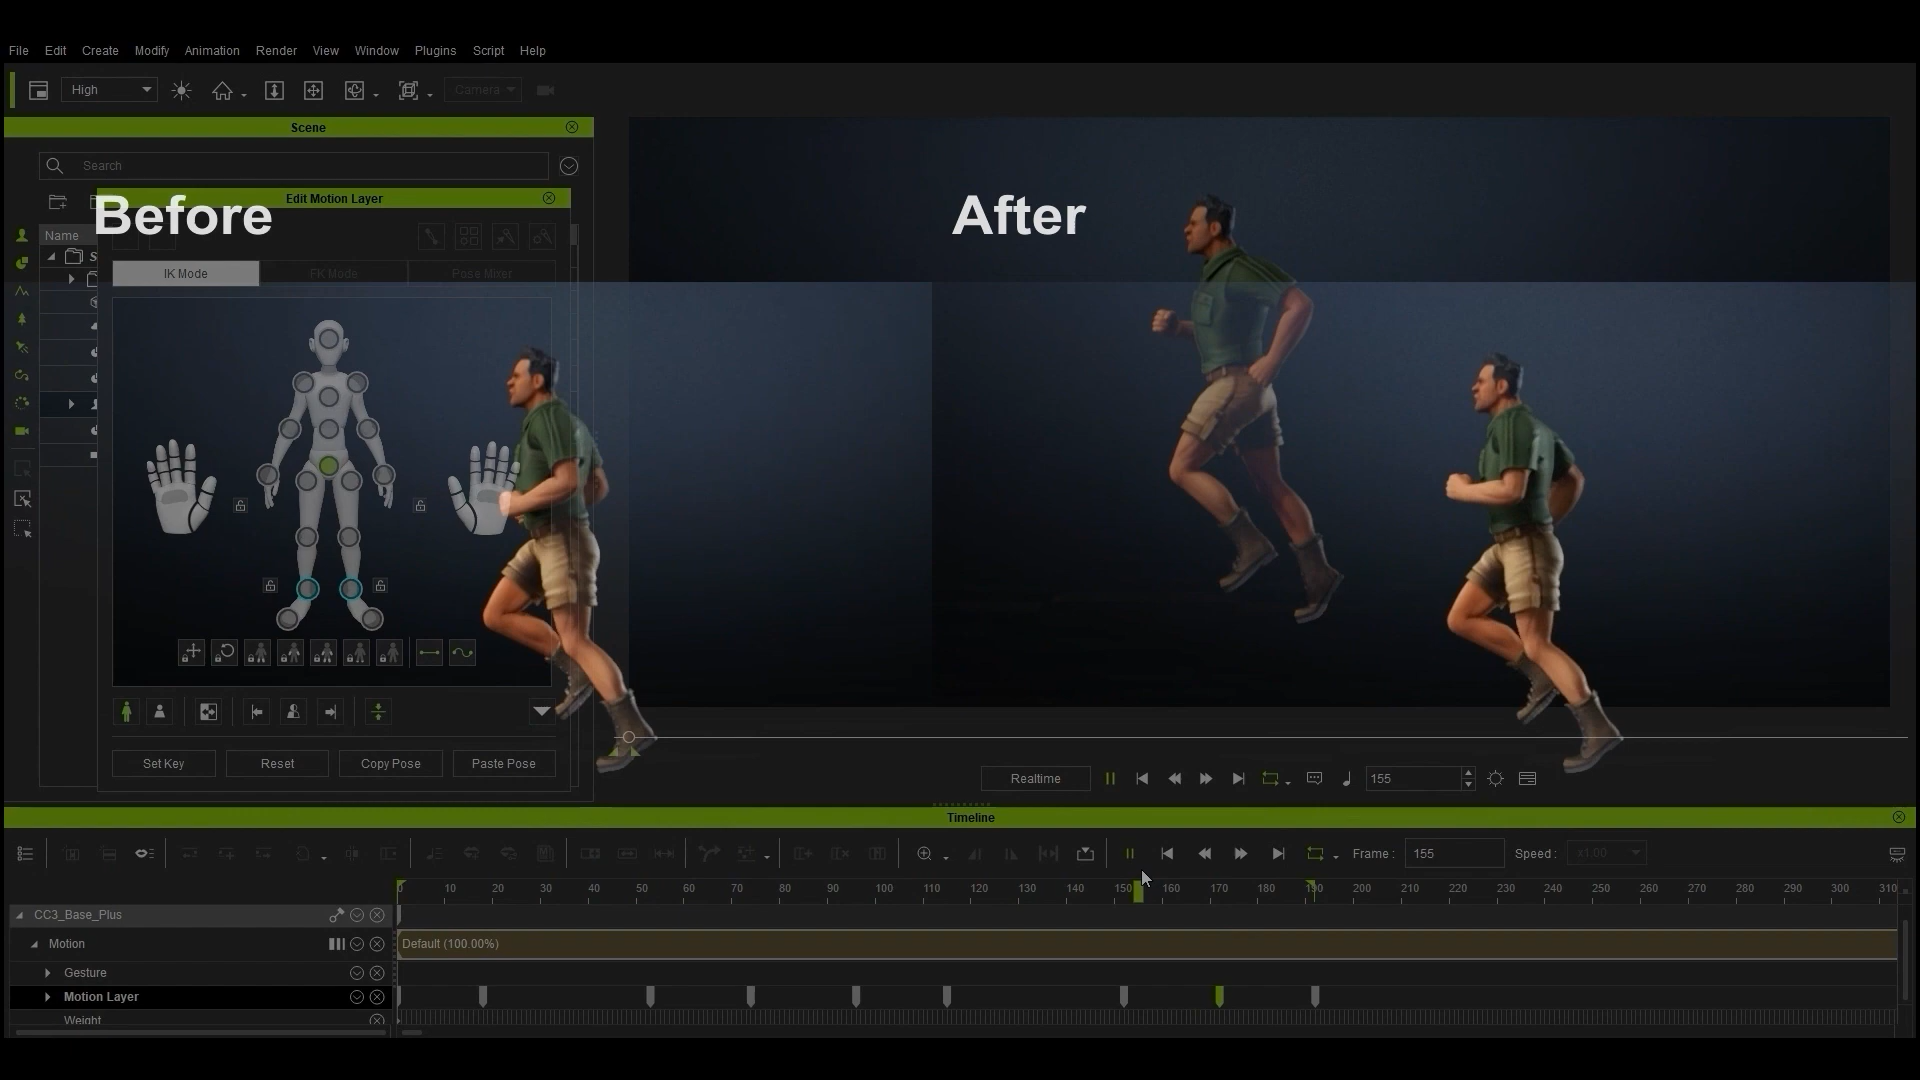 File Edit Create Modify Animation Render View Window Plugins Script Help
High Camera
Scene
Search
Edit Motion Layer
Before After
Name
S
IK Mode FK Mode Pose Mixer
Set Key Reset Copy Pose Paste Pose
Realtime 155
Timeline
Frame : 155 Speed : x1.00
0 10 20 30 40 50 60 70 80 90 100 110 120 130 140 150 160 170 180 190 200 210 220 230 240 250 260 270 280 290 300 310
CC3_Base_Plus
Motion Default (100.00%)
Gesture
Motion Layer
Weight